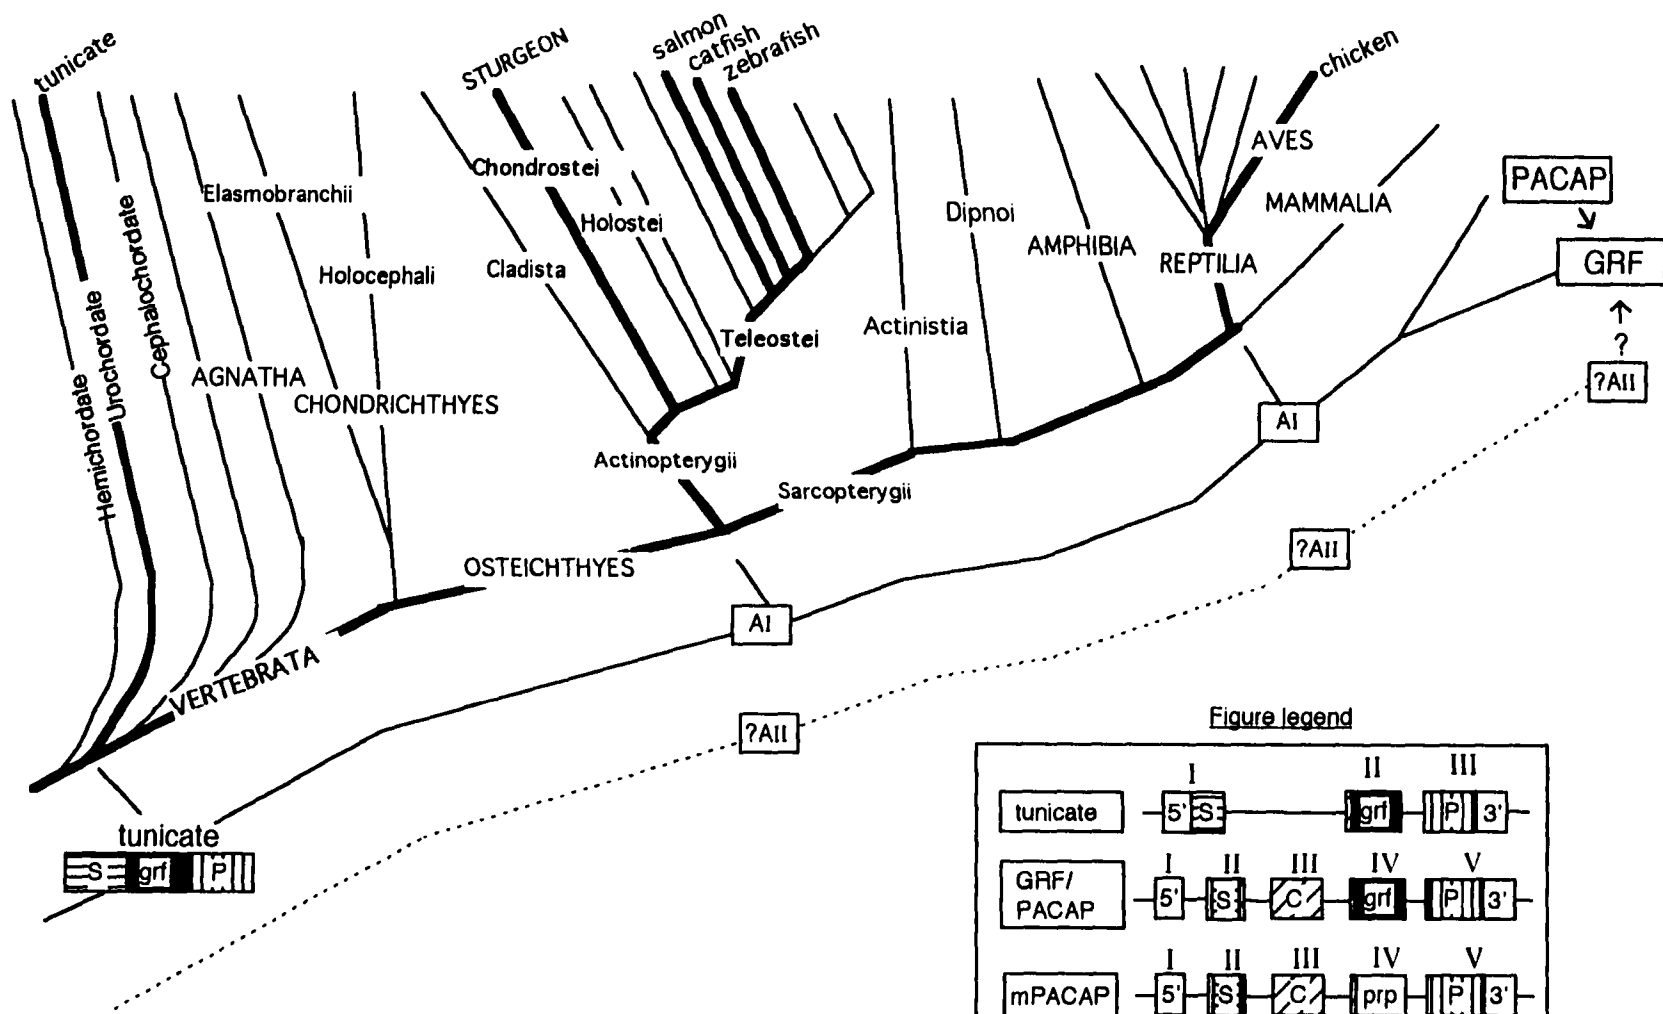 tunicate
STURGEON
salmon
catfish
zebrafish
chicken
Chondrostei
AVES
PACAP
Elasmobranchii
Cephalochordate
Holostei
Dipnoi
MAMMALIA
AMPHIBIA
REPTILIA
GRF
Holocephali
Cladista
Hemichordate
Urochordate
Actinistia
Teleostei
?
AGNATHA
CHONDRICHTHYES
?AII
AI
Actinopterygii
Sarcopterygii
OSTEICHTHYES
?AII
AI
VERTEBRATA
?AII
tunicate
S grf P
Figure legend
I II III
tunicate 5' S grf P 3'
I II III IV V
GRF/
PACAP 5' S C grf P 3'
I II III IV V
mPACAP 5' S C prp P 3'